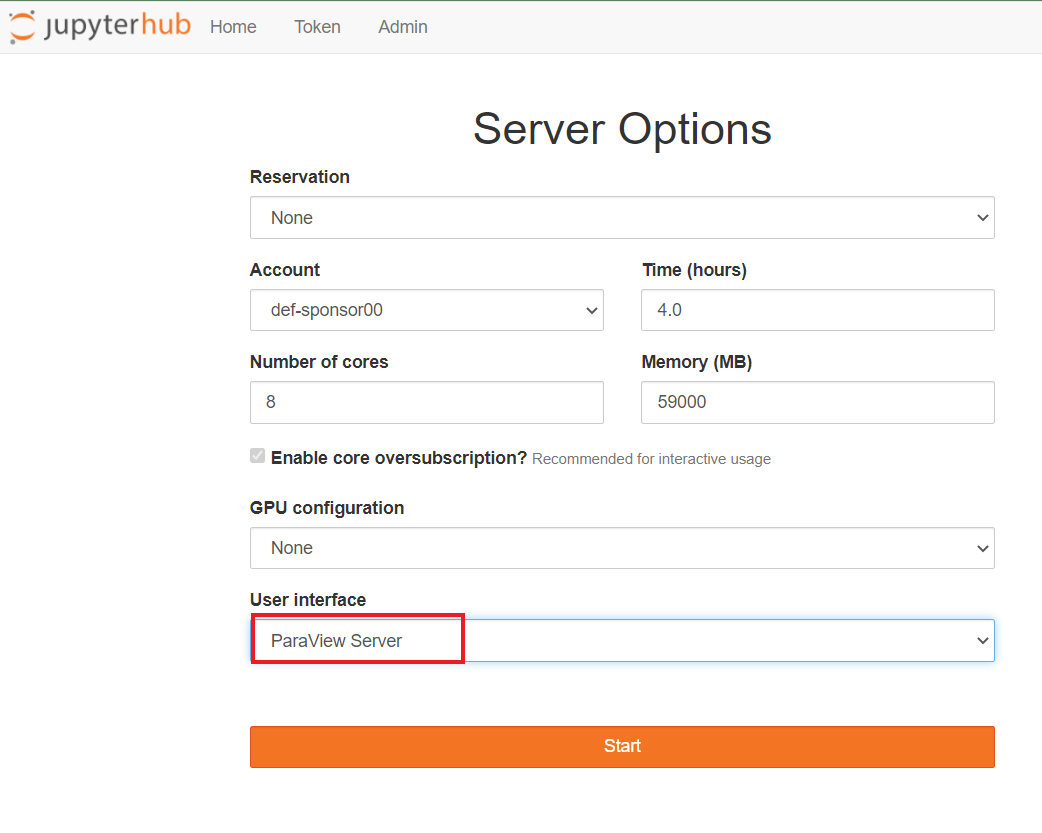 jupyterhub Home Token Admin
Server Options
Reservation
None
Account Time (hours)
def-sponsor00 4.0
Number of cores Memory (MB)
8 59000
Enable core oversubscription? Recommended for interactive usage
GPU configuration
None
User interface
ParaView Server
Start